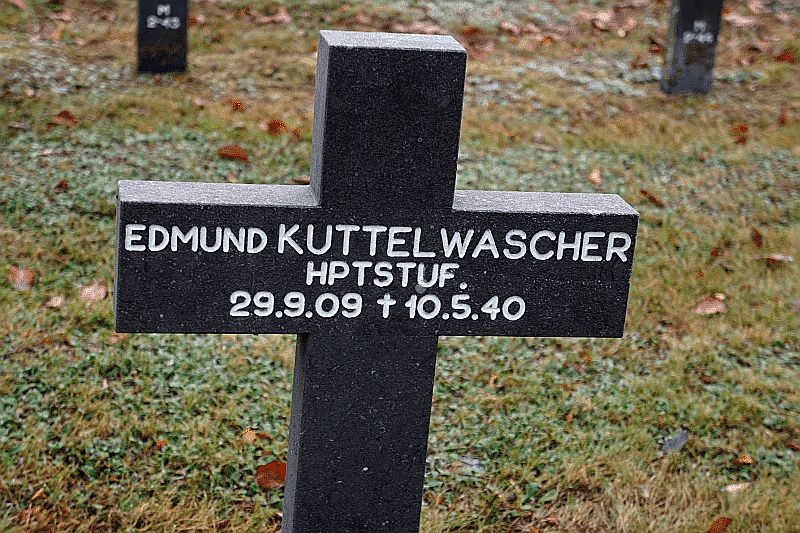 EDMUND KUTTELWASCHER
HPTSTUF.
29.9.09 † 10.5.40